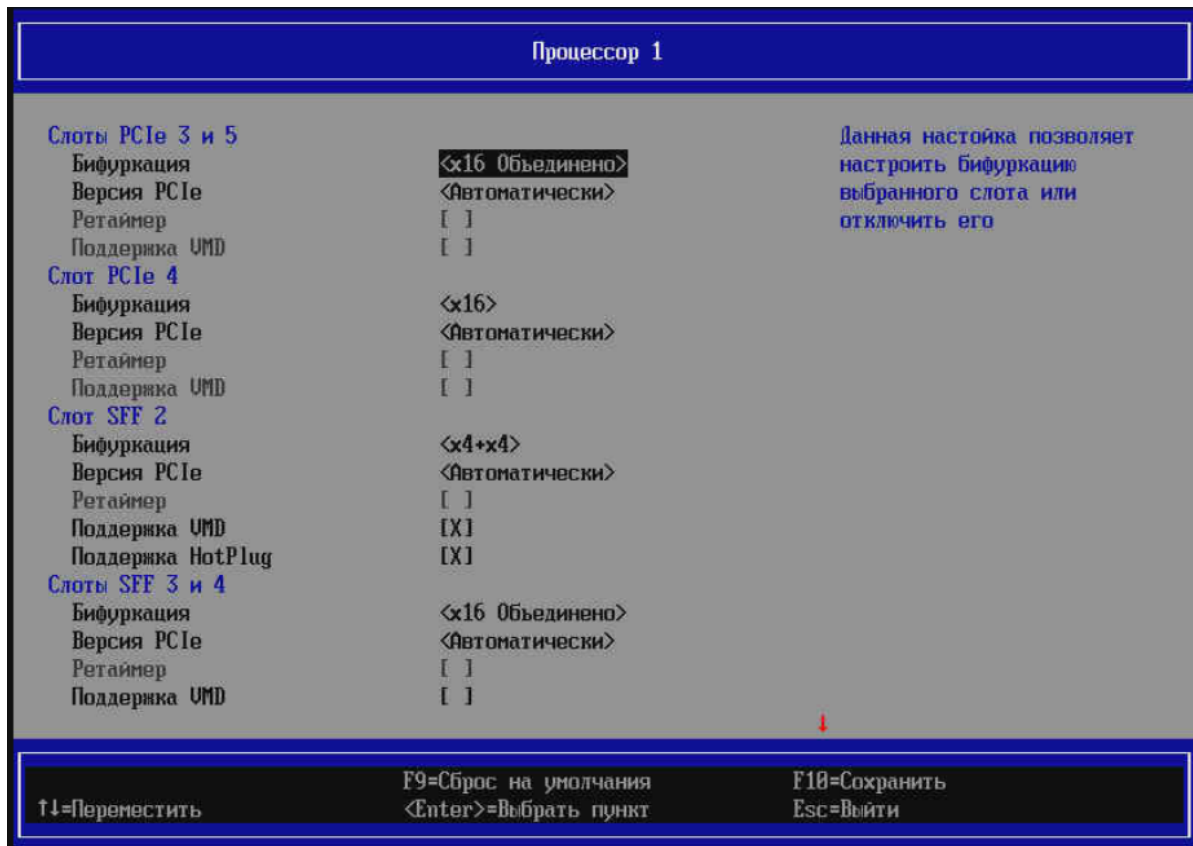 Процессор 1
Слоты PCIe 3 и 5
Бифуркация <x16 Объединено>
Версия PCIe <Автоматически>
Ретаймер [ ]
Поддержка VMD [ ]
Слот PCIe 4
Бифуркация <x16>
Версия PCIe <Автоматически>
Ретаймер [ ]
Поддержка VMD [ ]
Слот SFF 2
Бифуркация <x4+x4>
Версия PCIe <Автоматически>
Ретаймер [ ]
Поддержка VMD [X]
Поддержка HotPlug [X]
Слоты SFF 3 и 4
Бифуркация <x16 Объединено>
Версия PCIe <Автоматически>
Ретаймер [ ]
Поддержка VMD [ ]
Данная настойка позволяет
настроить бифуркацию
выбранного слота или
отключить его
↓
F9=Сброс на умолчания F10=Сохранить
↑↓=Переместить <Enter>=Выбрать пункт Esc=Выйти